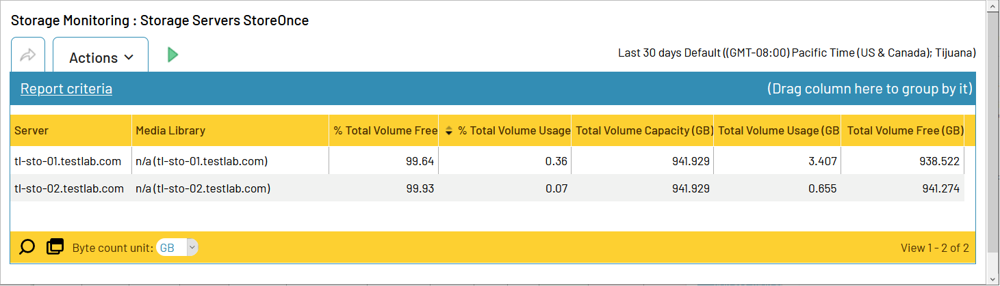 Storage Monitoring : Storage Servers StoreOnce
Actions
Last 30 days Default ((GMT-08:00) Pacific Time (US & Canada); Tijuana)
Report criteria (Drag column here to group by it)
Server Media Library % Total Volume Free % Total Volume Usage Total Volume Capacity (GB) Total Volume Usage (GB Total Volume Free (GB)
tl-sto-01.testlab.com n/a (tl-sto-01.testlab.com) 99.64 0.36 941.929 3.407 938.522
tl-sto-02.testlab.com n/a (tl-sto-02.testlab.com) 99.93 0.07 941.929 0.655 941.274
Byte count unit: GB View 1 - 2 of 2